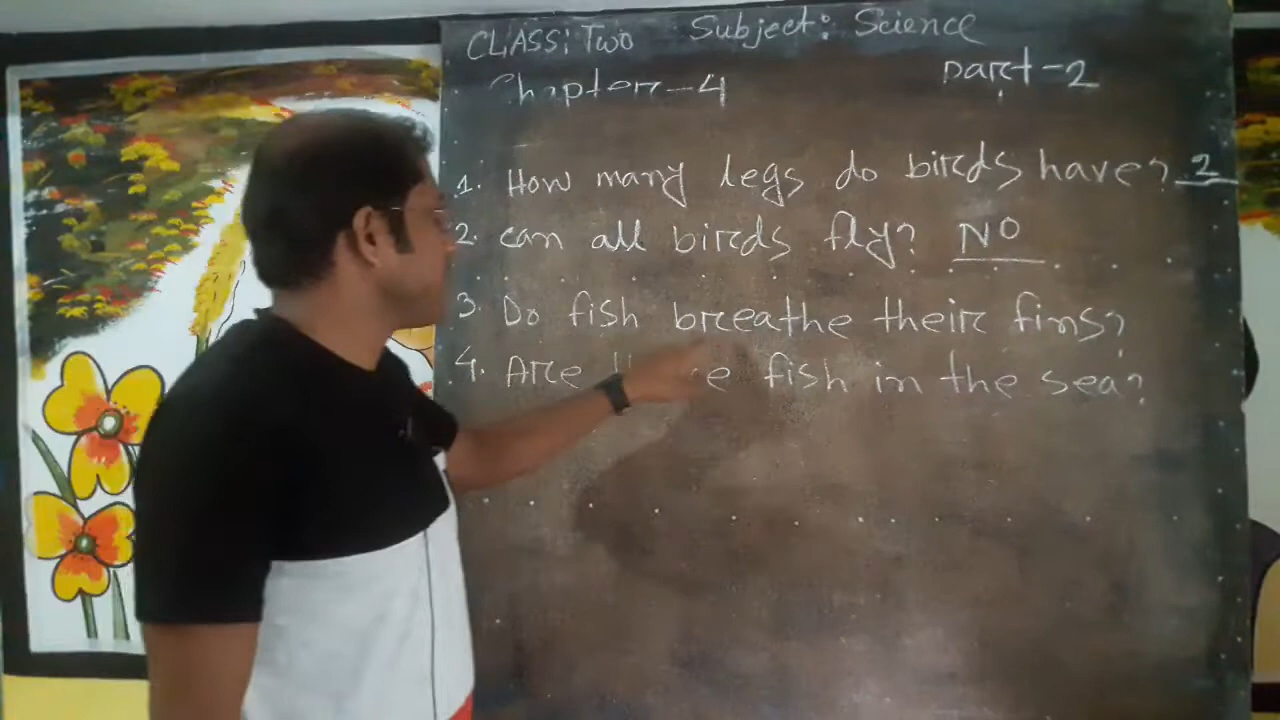 CLASS: Two Subject: Science
Chapter-4 part-2
1. How many legs do birds have? 2
2. can all birds fly? NO
3. Do fish breathe their fins?
4. Are fish in the sea?